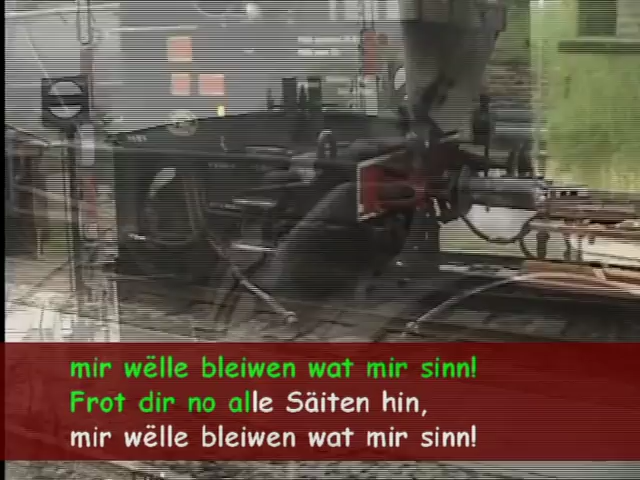 mir wëlle bleiwen wat mir sinn!
Frot dir no alle Säiten hin,
mir wëlle bleiwen wat mir sinn!